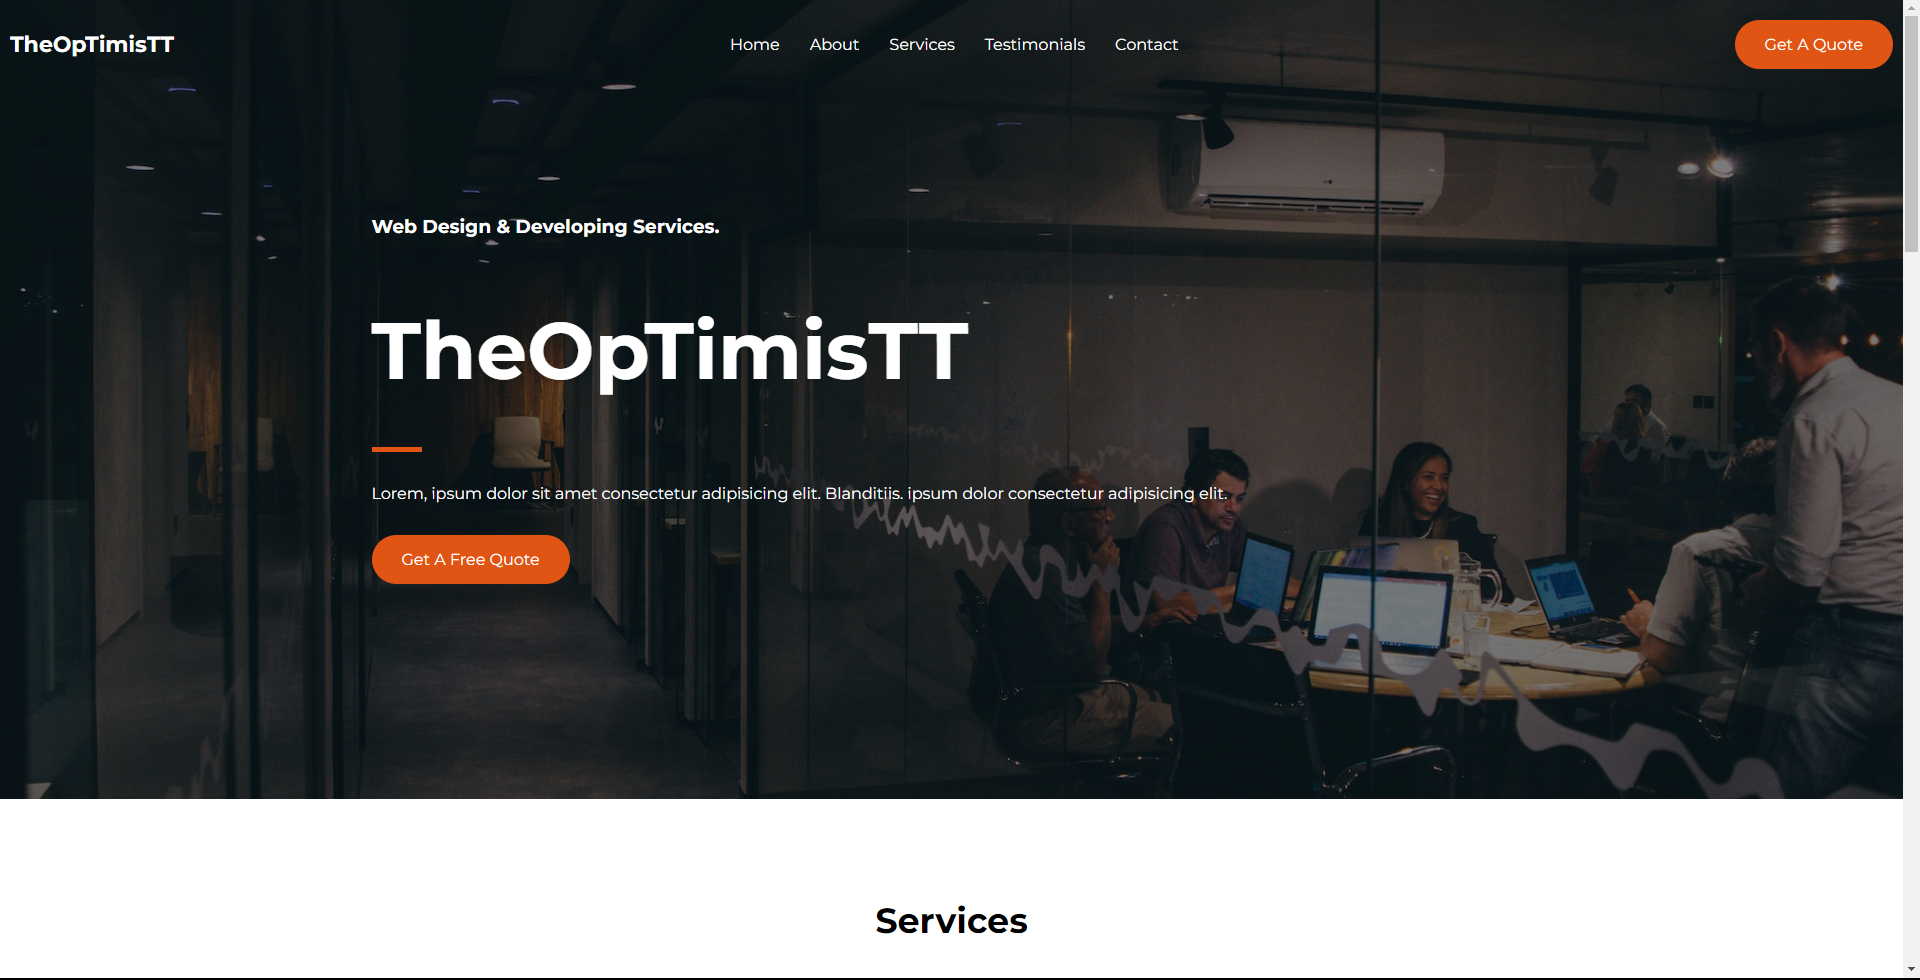 TheOpTimisTT
Home About Services Testimonials Contact
Get A Quote
Web Design & Developing Services.
TheOpTimisTT
Lorem, ipsum dolor sit amet consectetur adipisicing elit. Blanditiis. ipsum dolor consectetur adipisicing elit.
Get A Free Quote
Services